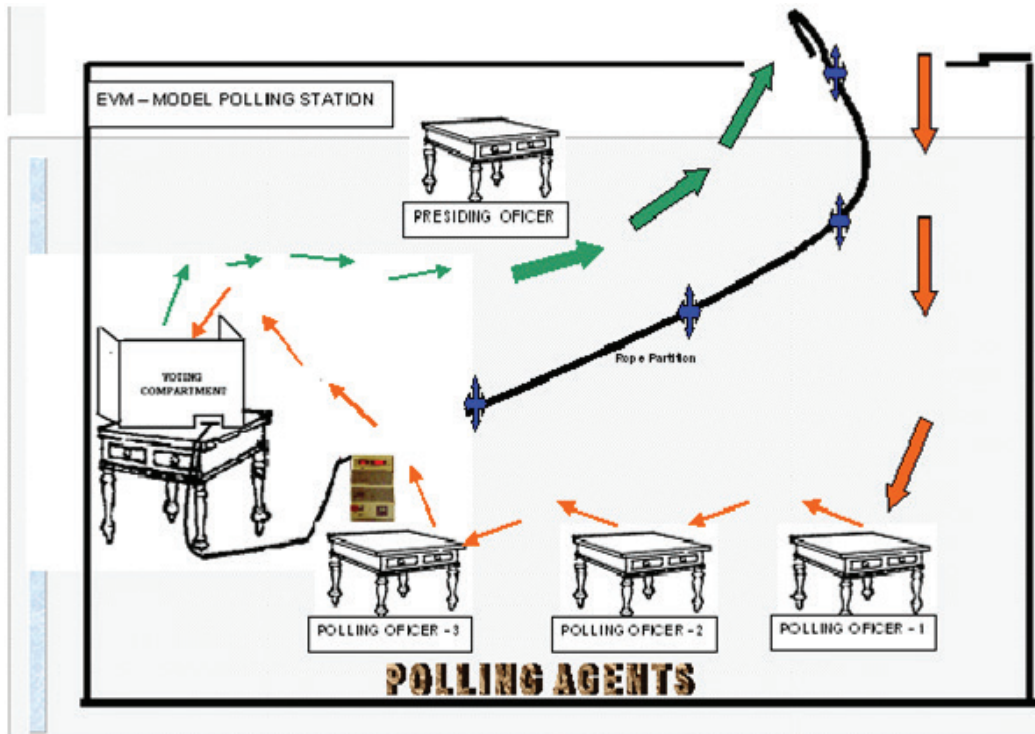 EVM – MODEL POLLING STATION
PRESIDING OFICER
Rope Partition
VOTING
COMPARTMENT
POLLING OFICER - 3
POLLING OFICER - 2
POLLING OFICER - 1
POLLING AGENTS